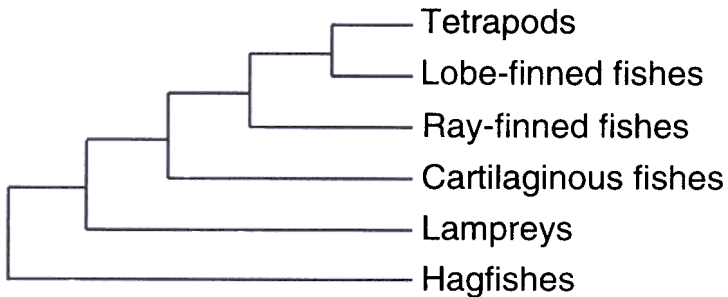 Tetrapods
Lobe-finned fishes
Ray-finned fishes
Cartilaginous fishes
Lampreys
Hagfishes